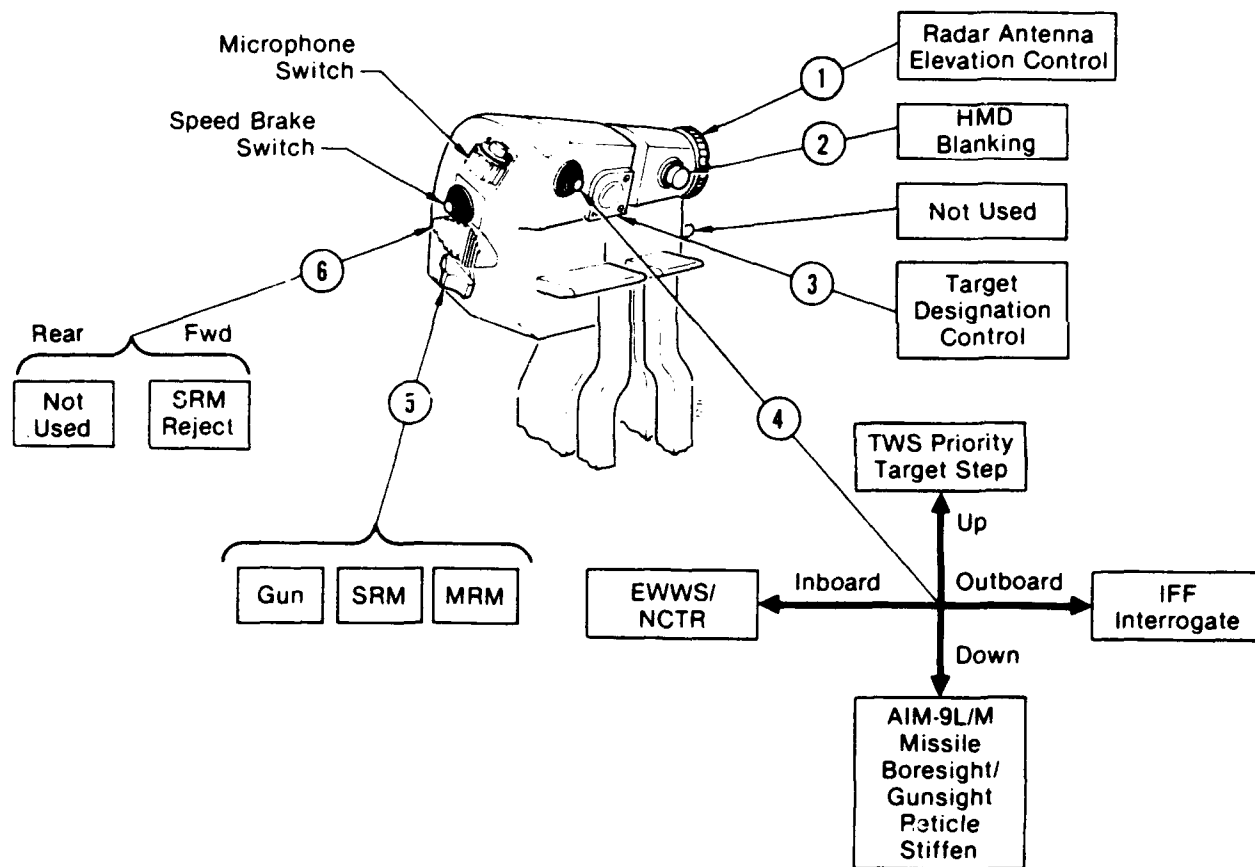 Microphone
Switch
Speed Brake
Switch
1
Radar Antenna
Elevation Control
2
HMD
Blanking
Not Used
3
Target
Designation
Control
6
Rear
Fwd
Not
Used
SRM
Reject
5
Gun
SRM
MRM
4
TWS Priority
Target Step
Up
Inboard
Outboard
EWWS/
NCTR
IFF
Interrogate
Down
AIM-9L/M
Missile
Boresight/
Gunsight
Reticle
Stiffen